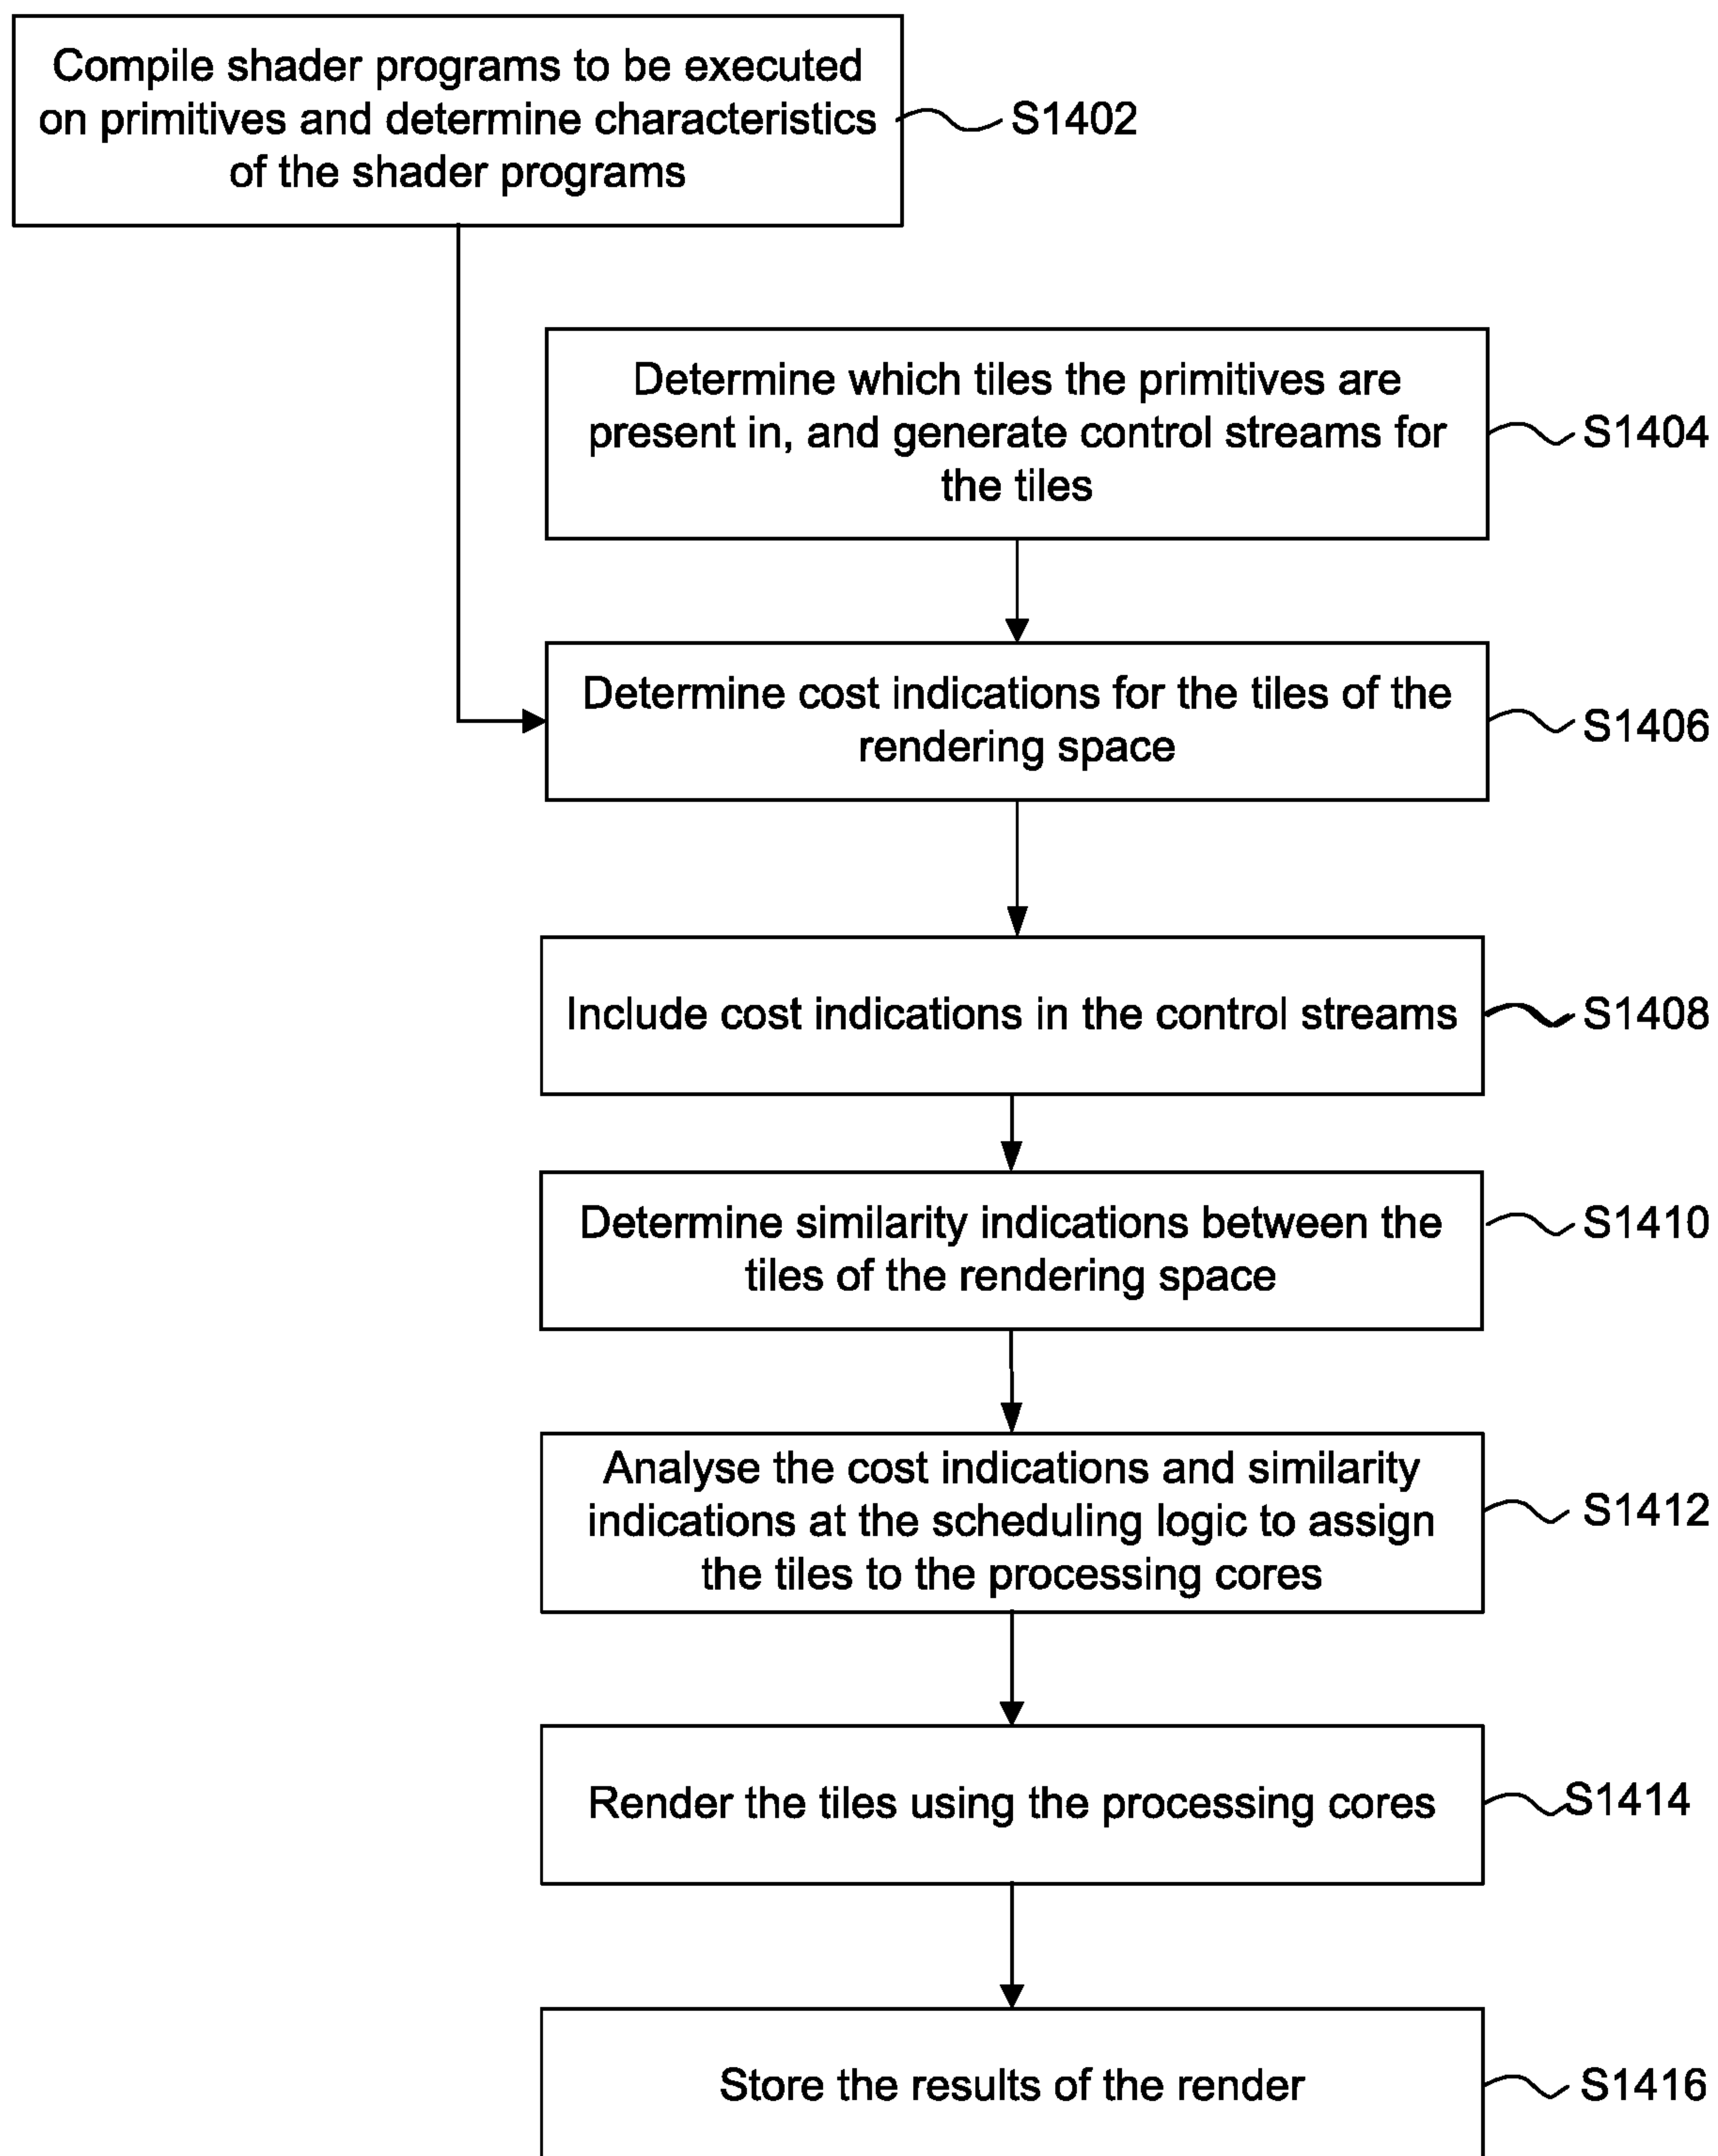 Compile shader programs to be executed
on primitives and determine characteristics
of the shader programs
S1402
Determine which tiles the primitives are
present in, and generate control streams for
the tiles
S1404
Determine cost indications for the tiles of the
rendering space
S1406
Include cost indications in the control streams
S1408
Determine similarity indications between the
tiles of the rendering space
S1410
Analyse the cost indications and similarity
indications at the scheduling logic to assign
the tiles to the processing cores
S1412
Render the tiles using the processing cores
S1414
Store the results of the render
S1416